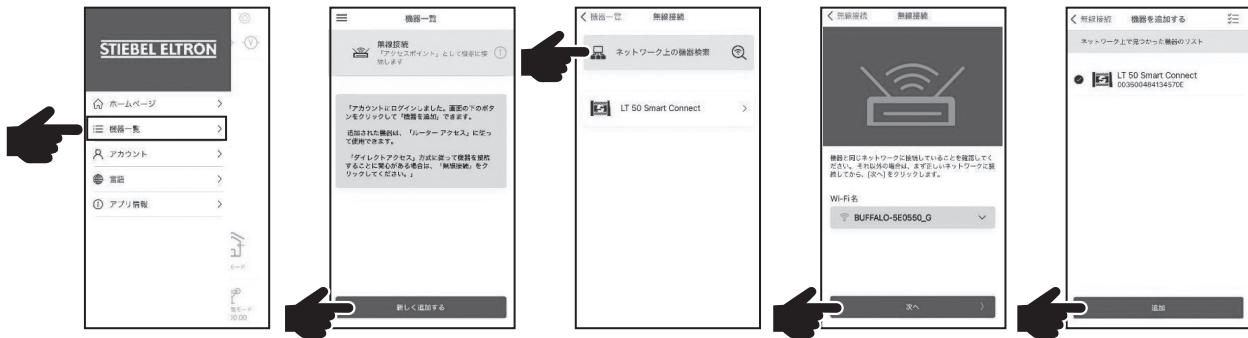 STIEBEL ELTRON
ホームページ
機器一覧
アカウント
言語
アプリ情報
機器一覧
無線接続
「アクセスポイント」として機器に接
続します
「アカウントにログインしました。画面の下のボタ
ンをクリックして「機器を追加」できます。
追加された機器は、「ルーター アクセス」に従っ
て使用できます。
「ダイレクトアクセス」方式に従って機器を接続
することに関心がある場合は、「無線接続」をク
リックしてください。」
新しく追加する
機器一覧
無線接続
ネットワーク上の機器検索
LT 50 Smart Connect
無線接続
無線接続
機器と同じネットワークに接続していることを確認してく
ださい。それ以外の場合は、まず正しいネットワークに接
続してから、[次へ] をクリックします。
Wi-Fi名
BUFFALO-5E0550_G
次へ
無線接続
機器を追加する
ネットワーク上で見つかった機器のリスト
LT 50 Smart Connect
003500484134570E
追加